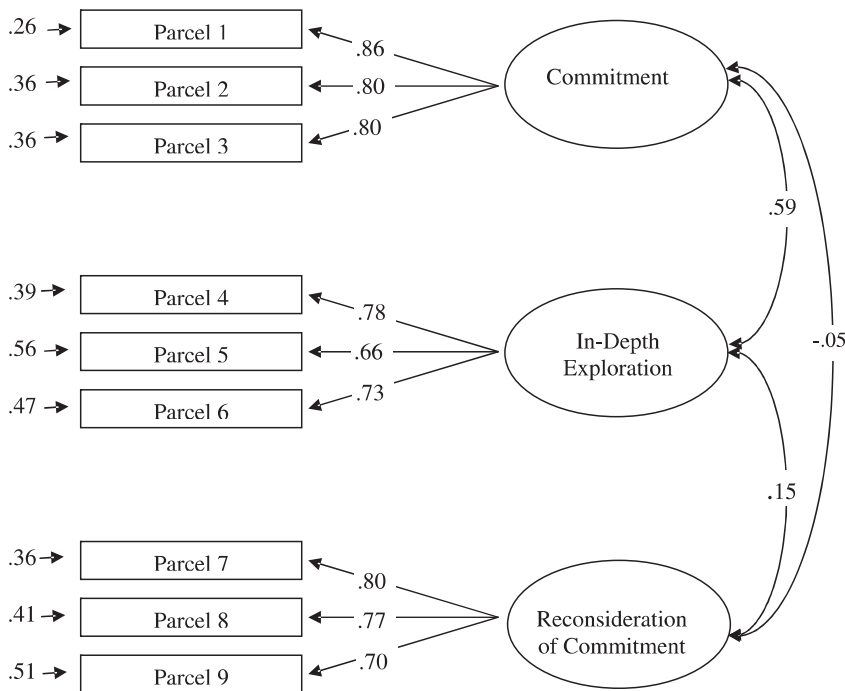 .26 Parcel 1 .86
.36 Parcel 2 .80
.36 Parcel 3 .80
Commitment
.59
.39 Parcel 4 .78
.56 Parcel 5 .66
.47 Parcel 6 .73
In-Depth
Exploration
-.05
.15
.36 Parcel 7 .80
.41 Parcel 8 .77
.51 Parcel 9 .70
Reconsideration
of Commitment